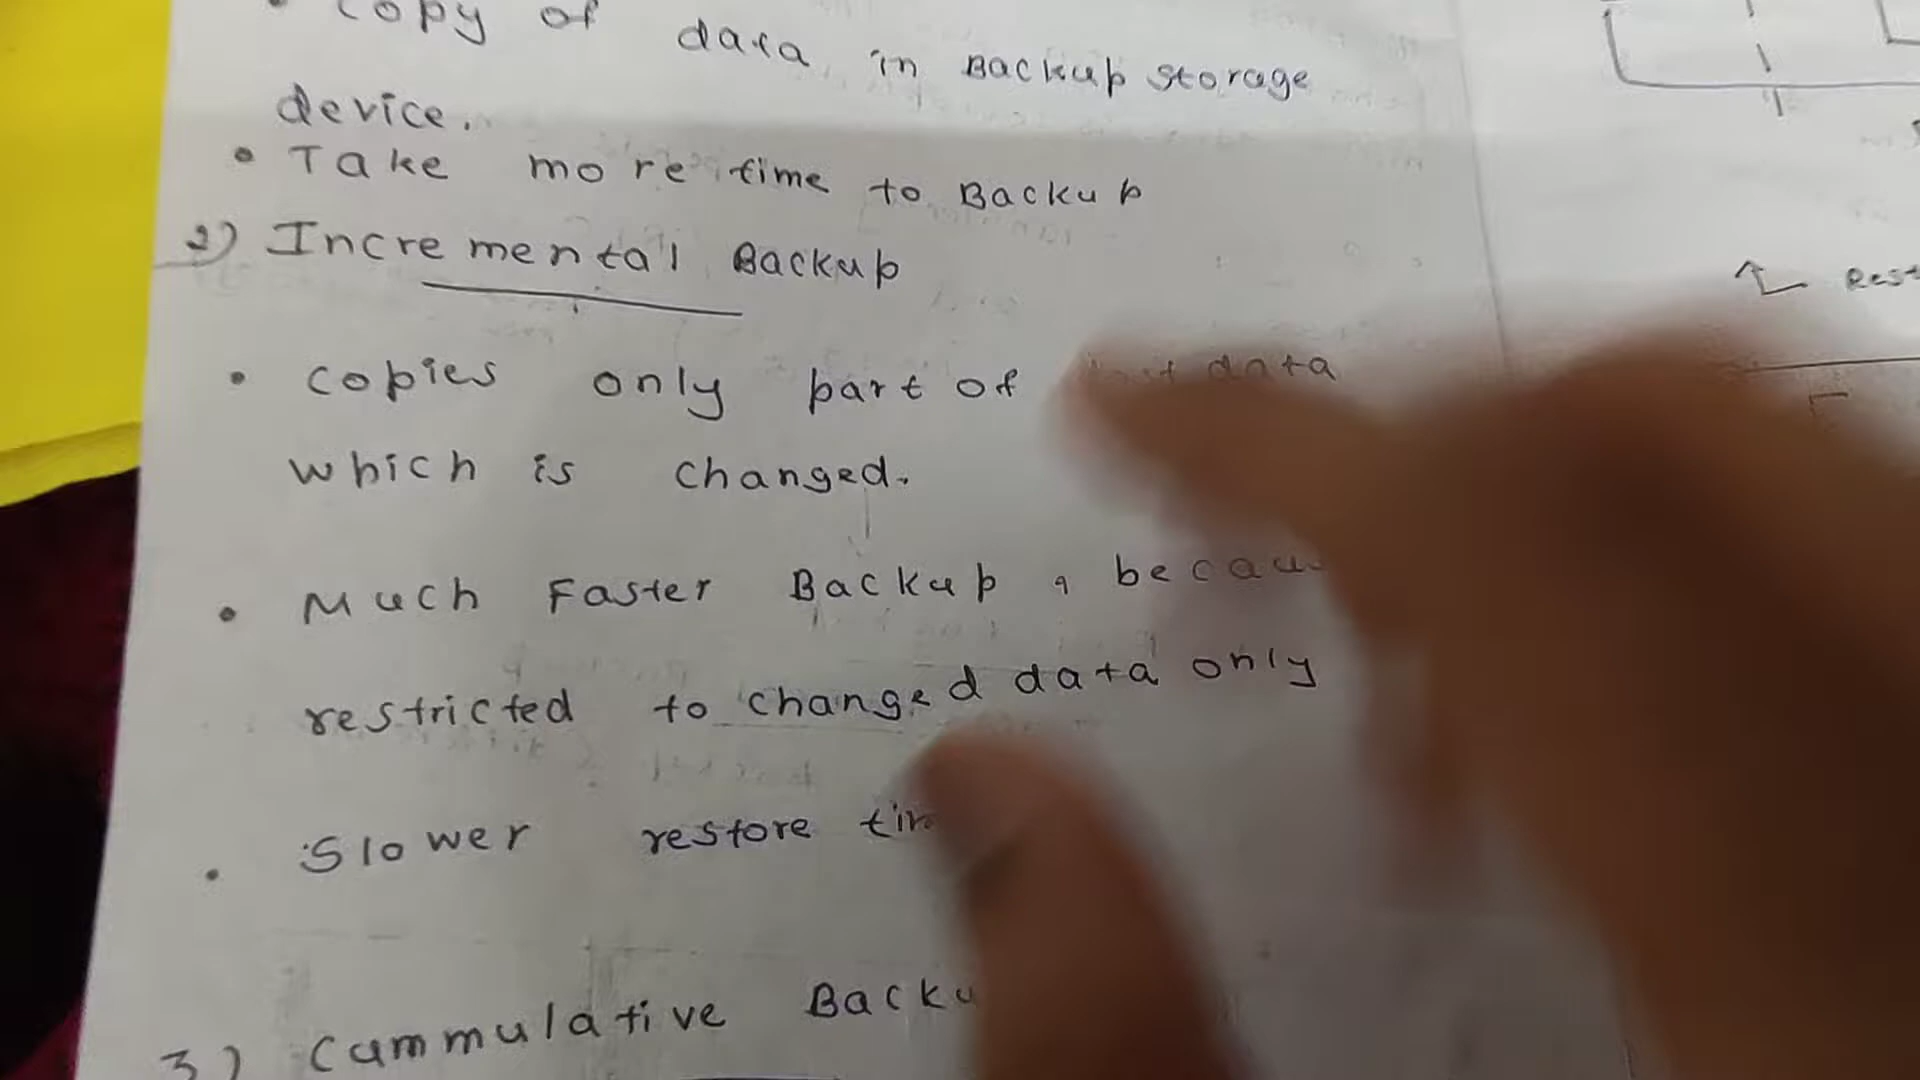 copy of data in Backup storage
device.
• Take more time to Backup
2) Incremental Backup
• copies only part of data
which is changed.
• Much Faster Backup,
restricted to changed data only
• Slower restore
3) Cummulative